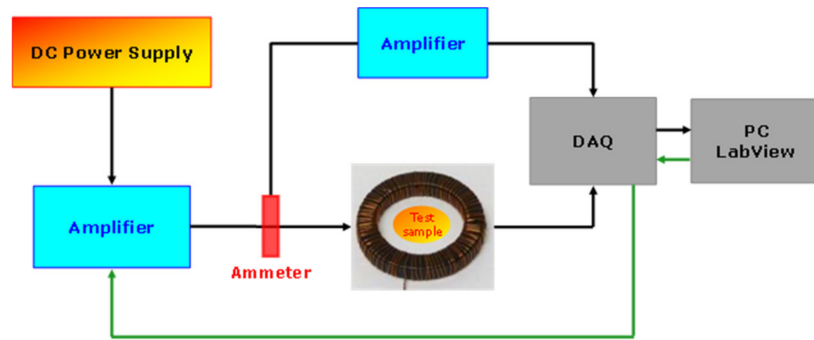 DC Power Supply
Amplifier
DAQ
PC
LabView
Amplifier
Ammeter
Test
sample